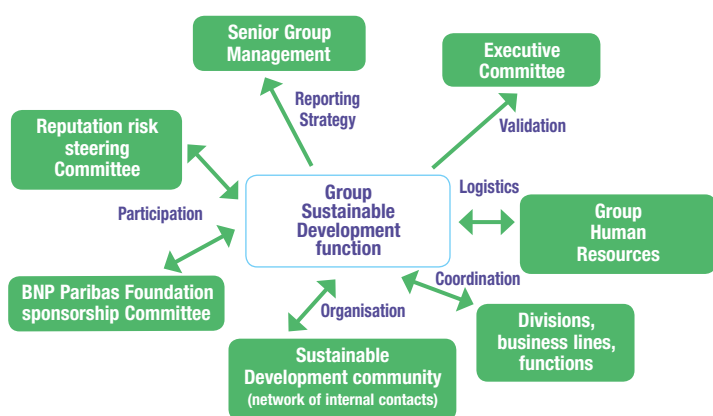 Senior Group
Management
Executive
Committee
Reporting
Strategy
Validation
Reputation risk
steering
Committee
Group
Sustainable
Development
function
Logistics
Participation
Group
Human
Resources
Coordination
BNP Paribas Foundation
sponsorship Committee
Organisation
Divisions,
business lines,
functions
Sustainable
Development community
(network of internal contacts)